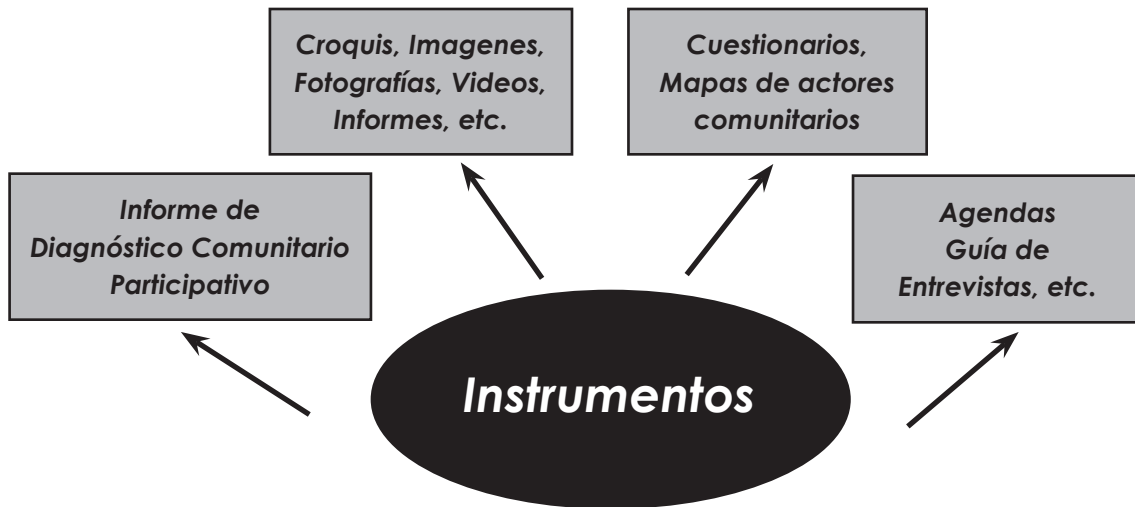 Croquis, Imagenes,
Fotografías, Videos,
Informes, etc.
Cuestionarios,
Mapas de actores
comunitarios
Informe de
Diagnóstico Comunitario
Participativo
Agendas
Guía de
Entrevistas, etc.
Instrumentos